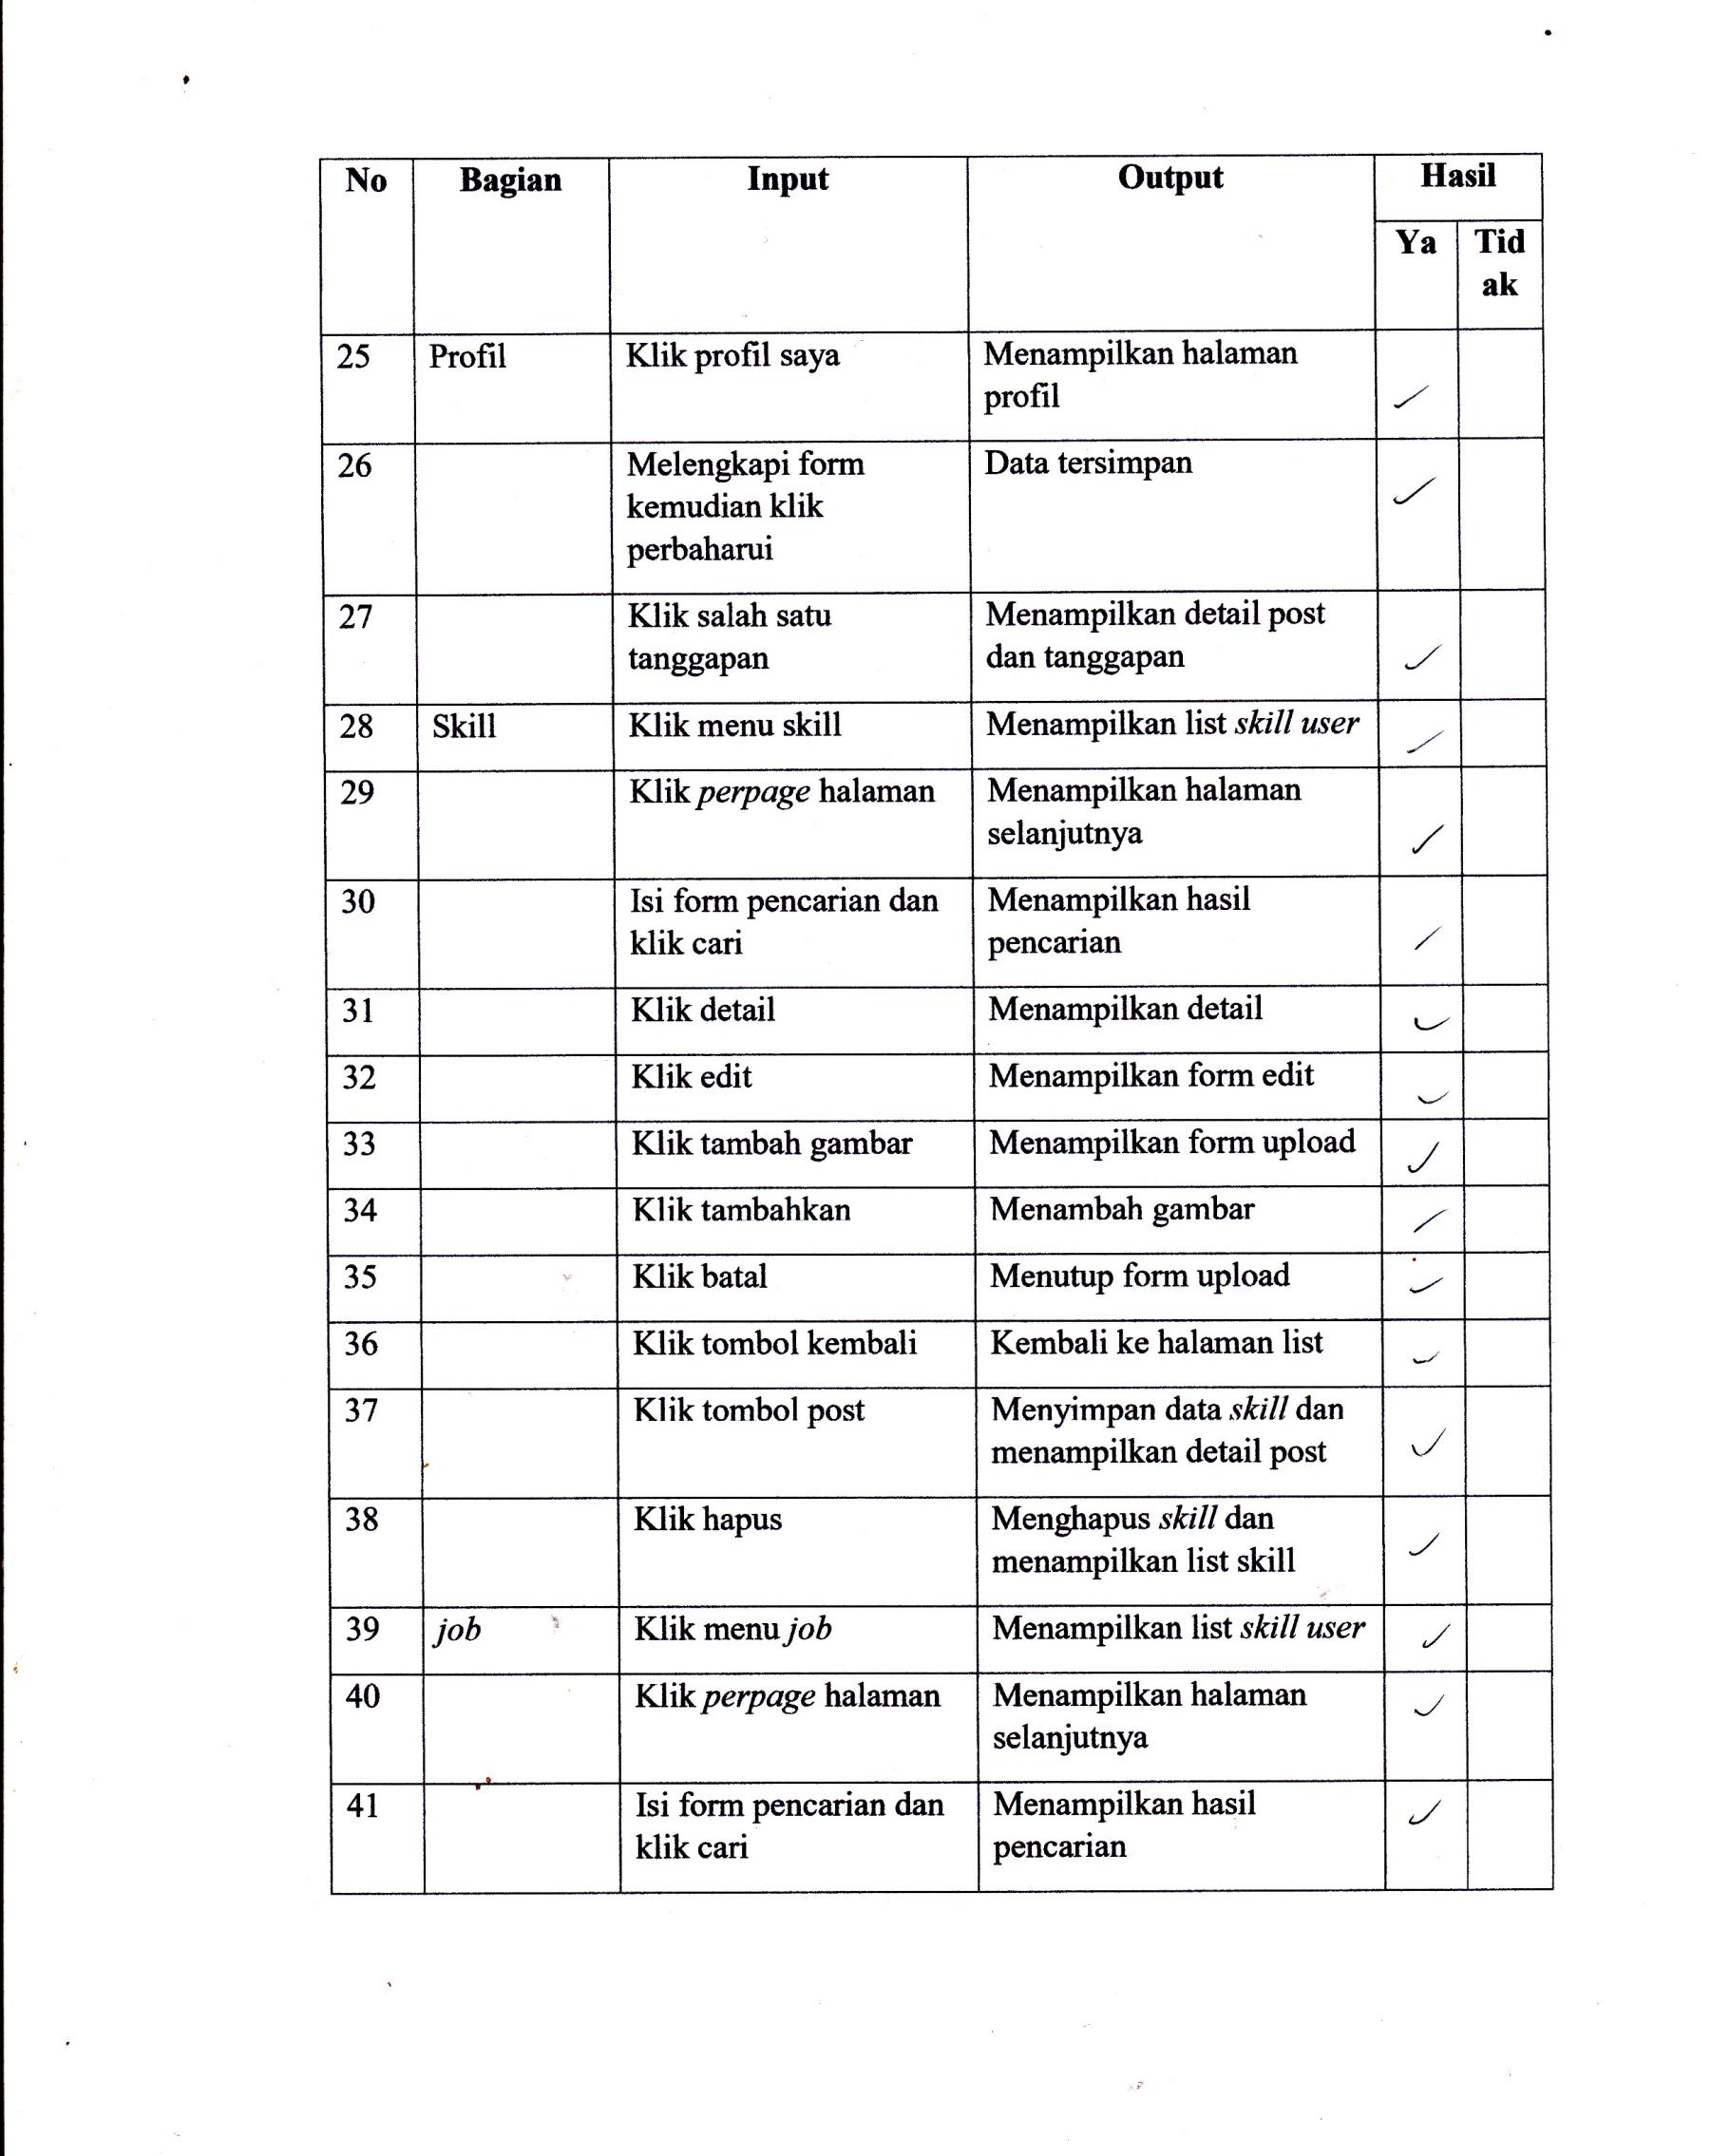 No Bagian Input Output Hasil
Ya Tid
ak
25 Profil Klik profil saya Menampilkan halaman
profil ✓
26 Melengkapi form Data tersimpan ✓
kemudian klik
perbaharui
27 Klik salah satu Menampilkan detail post
tanggapan dan tanggapan ✓
28 Skill Klik menu skill Menampilkan list skill user ✓
29 Klik perpage halaman Menampilkan halaman
selanjutnya ✓
30 Isi form pencarian dan Menampilkan hasil
klik cari pencarian ✓
31 Klik detail Menampilkan detail ✓
32 Klik edit Menampilkan form edit ✓
33 Klik tambah gambar Menampilkan form upload ✓
34 Klik tambahkan Menambah gambar ✓
35 Klik batal Menutup form upload ✓
36 Klik tombol kembali Kembali ke halaman list ✓
37 Klik tombol post Menyimpan data skill dan
menampilkan detail post ✓
38 Klik hapus Menghapus skill dan
menampilkan list skill ✓
39 job Klik menu job Menampilkan list skill user ✓
40 Klik perpage halaman Menampilkan halaman ✓
selanjutnya
41 Isi form pencarian dan Menampilkan hasil ✓
klik cari pencarian